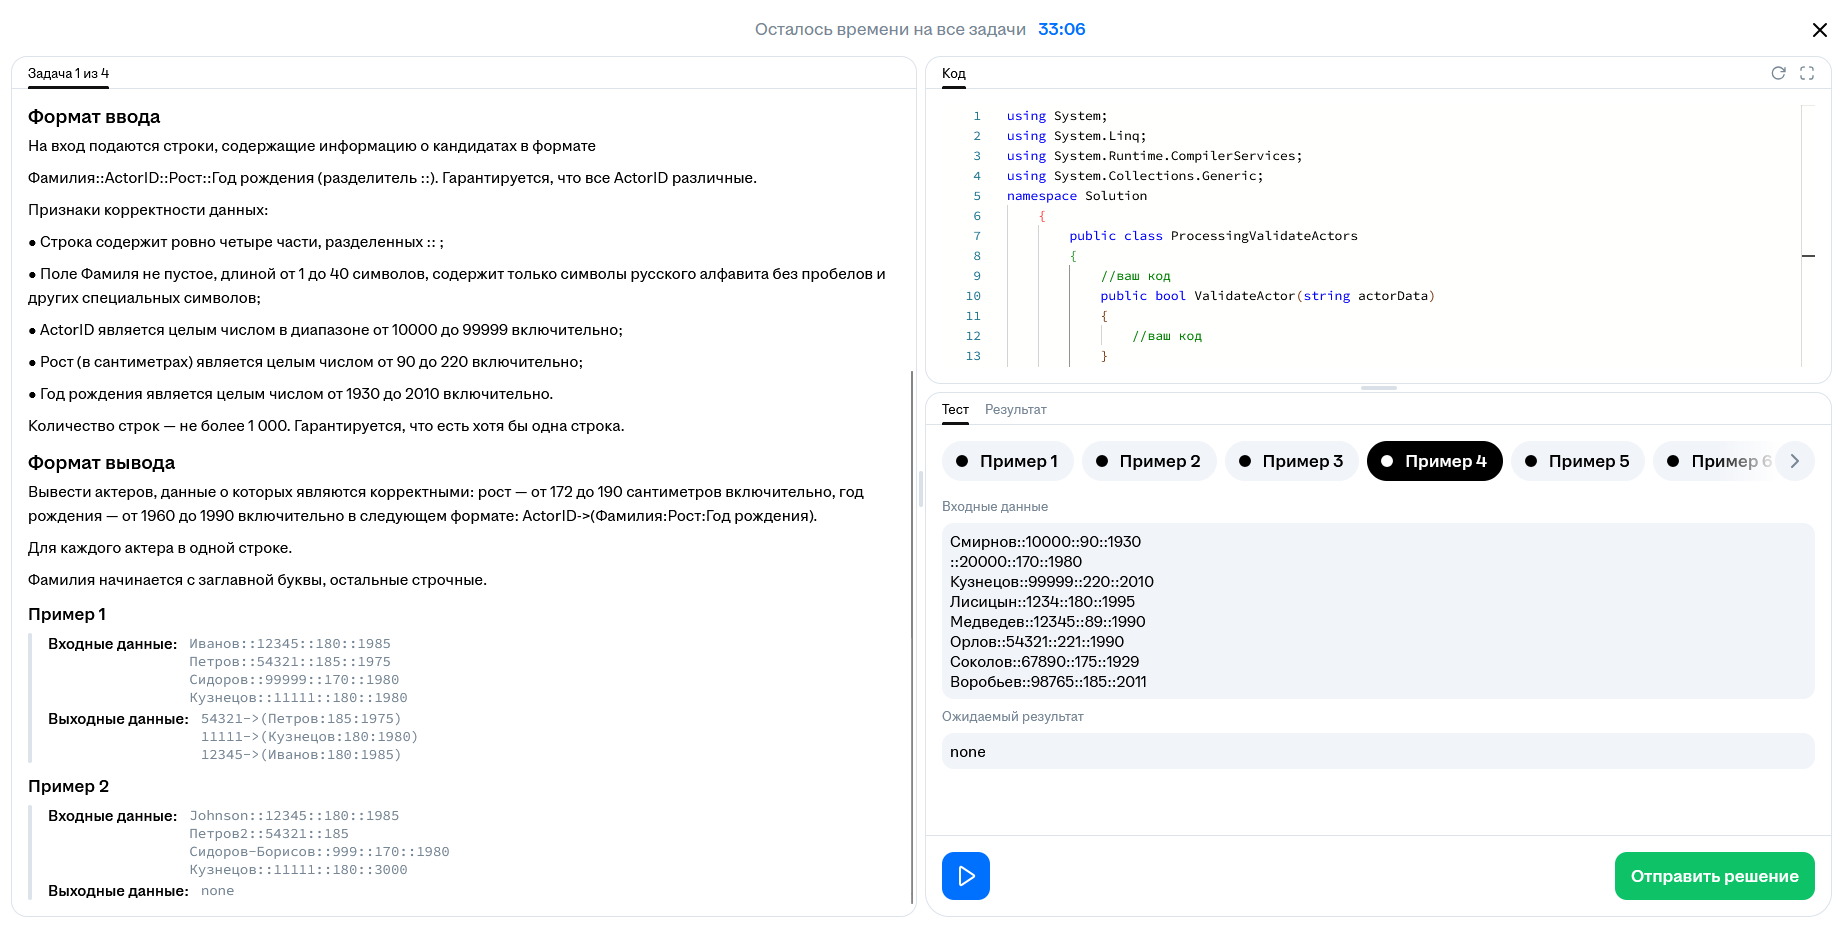 Осталось времени на все задачи 33:06
Задача 1 из 4
Формат ввода
На вход подаются строки, содержащие информацию о кандидатах в формате
Фамилия::ActorID::Рост::Год рождения (разделитель ::). Гарантируется, что все ActorID различные.
Признаки корректности данных:
● Строка содержит ровно четыре части, разделенных :: ;
● Поле Фамиля не пустое, длиной от 1 до 40 символов, содержит только символы русского алфавита без пробелов и
других специальных символов;
● ActorID является целым числом в диапазоне от 10000 до 99999 включительно;
● Рост (в сантиметрах) является целым числом от 90 до 220 включительно;
● Год рождения является целым числом от 1930 до 2010 включительно.
Количество строк — не более 1 000. Гарантируется, что есть хотя бы одна строка.
Формат вывода
Вывести актеров, данные о которых являются корректными: рост — от 172 до 190 сантиметров включительно, год
рождения — от 1960 до 1990 включительно в следующем формате: ActorID->(Фамилия:Рост:Год рождения).
Для каждого актера в одной строке.
Фамилия начинается с заглавной буквы, остальные строчные.
Пример 1
Входные данные: Иванов::12345::180::1985
Петров::54321::185::1975
Сидоров::99999::170::1980
Кузнецов::11111::180::1980
Выходные данные: 54321->(Петров:185:1975)
11111->(Кузнецов:180:1980)
12345->(Иванов:180:1985)
Пример 2
Входные данные: Johnson::12345::180::1985
Петров2::54321::185
Сидоров-Борисов::999::170::1980
Кузнецов::11111::180::3000
Выходные данные: none
Код
1 using System;
2 using System.Linq;
3 using System.Runtime.CompilerServices;
4 using System.Collections.Generic;
5 namespace Solution
6 {
7 public class ProcessingValidateActors
8 {
9 //ваш код
10 public bool ValidateActor(string actorData)
11 {
12 //ваш код
13 }
Тест Результат
Пример 1 Пример 2 Пример 3 Пример 4 Пример 5 Пример 6
Входные данные
Смирнов::10000::90::1930
::20000::170::1980
Кузнецов::99999::220::2010
Лисицын::1234::180::1995
Медведев::12345::89::1990
Орлов::54321::221::1990
Соколов::67890::175::1929
Воробьев::98765::185::2011
Ожидаемый результат
none
Отправить решение